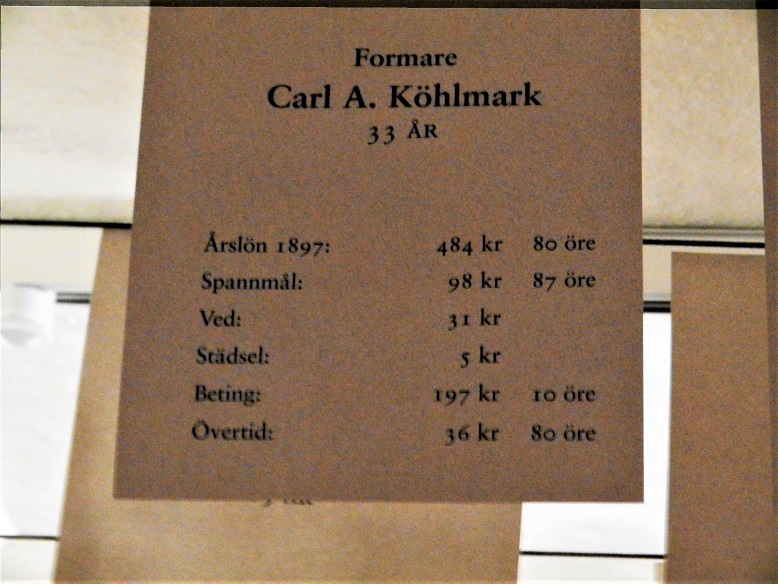 Formare
Carl A. Köhlmark
33 ÅR
Årslön 1897: 484 kr 80 öre
Spannmål: 98 kr 87 öre
Ved: 31 kr
Städsel: 5 kr
Beting: 197 kr 10 öre
Övertid: 36 kr 80 öre